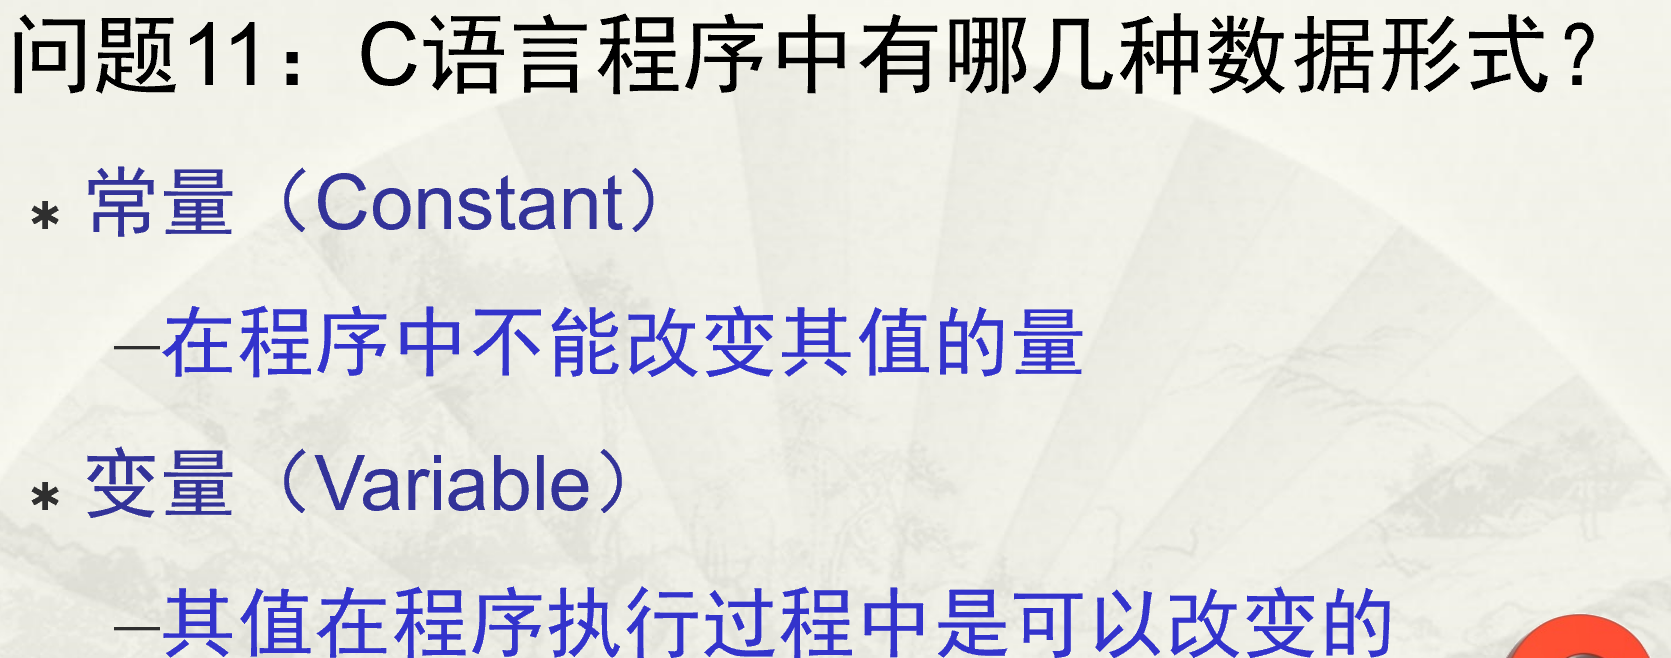 问题11：C语言程序中有哪几种数据形式？
* 常量（Constant）
–在程序中不能改变其值的量
* 变量（Variable）
–其值在程序执行过程中是可以改变的